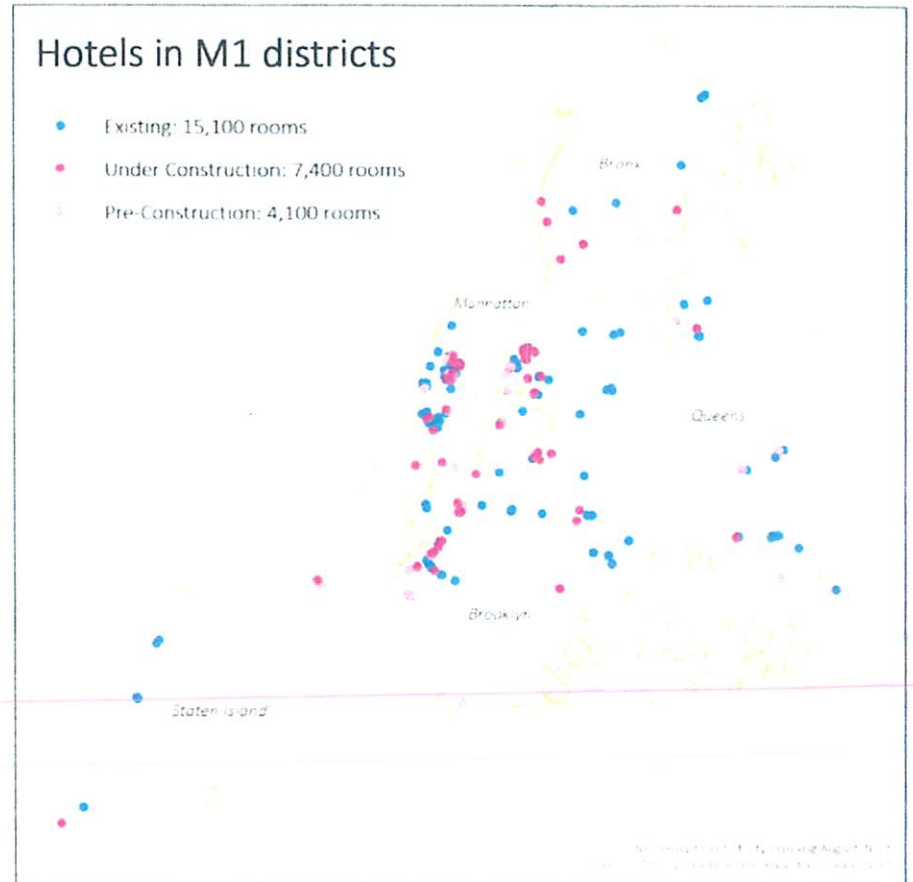 Hotels in M1 districts
Existing: 15,100 rooms
Under Construction: 7,400 rooms
Pre-Construction: 4,100 rooms
Bronx
Manhattan
Queens
Brooklyn
Staten Island